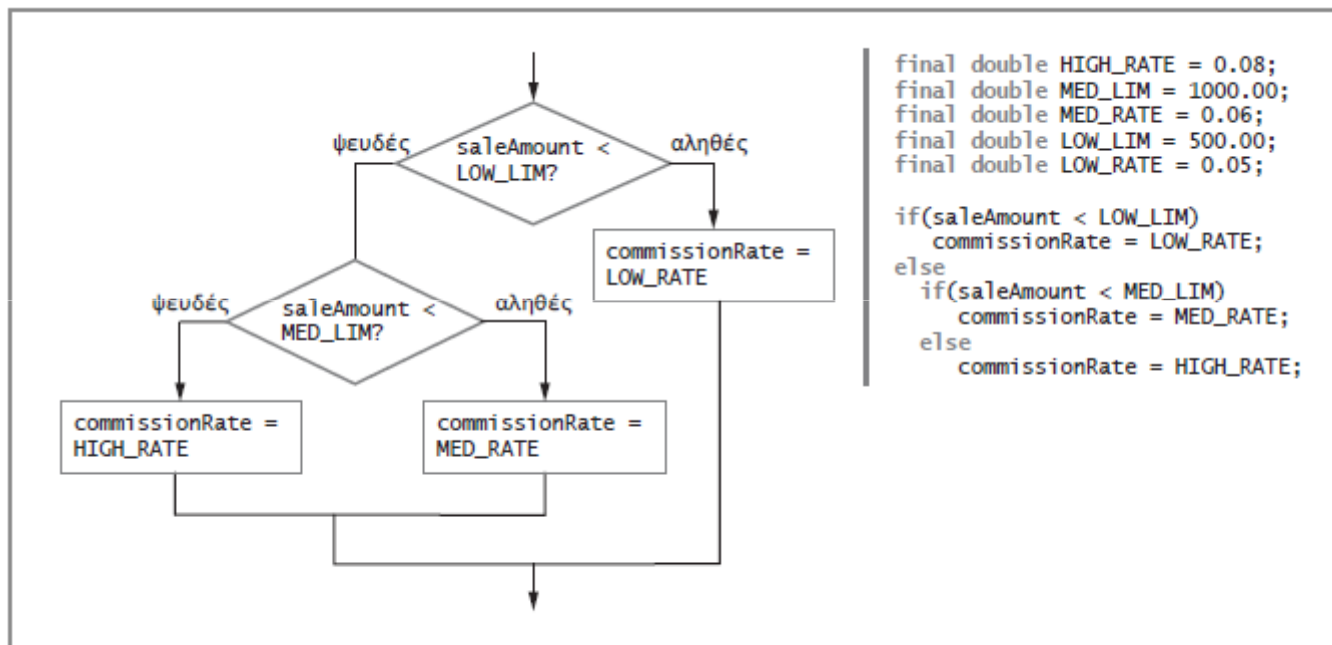 ψευδές
saleAmount <
LOW_LIM?
αληθές
commissionRate =
LOW_RATE
ψευδές
saleAmount <
MED_LIM?
αληθές
commissionRate =
HIGH_RATE
commissionRate =
MED_RATE
final double HIGH_RATE = 0.08;
final double MED_LIM = 1000.00;
final double MED_RATE = 0.06;
final double LOW_LIM = 500.00;
final double LOW_RATE = 0.05;
if(saleAmount < LOW_LIM)
commissionRate = LOW_RATE;
else
if(saleAmount < MED_LIM)
commissionRate = MED_RATE;
else
commissionRate = HIGH_RATE;